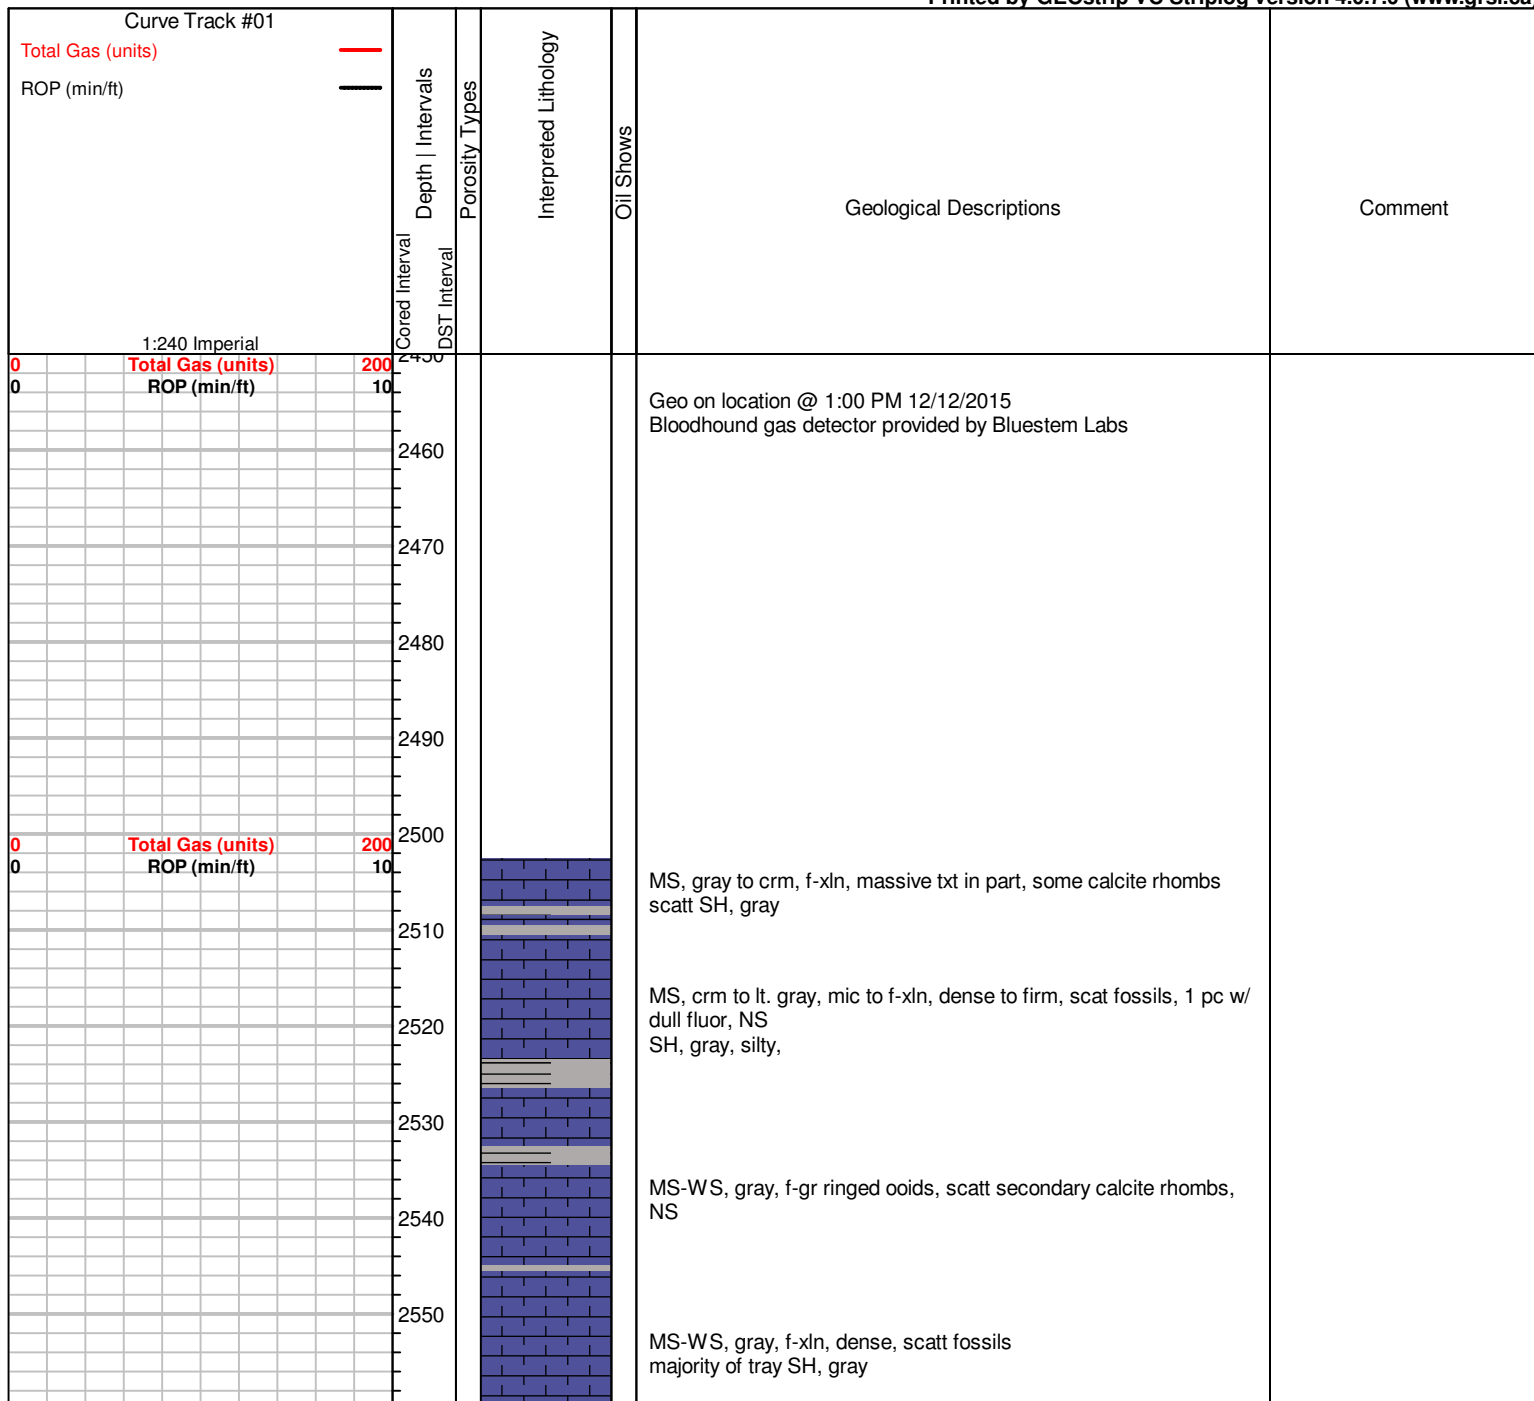 Curve Track #01
Total Gas (units)
ROP (min/ft)
1:240 Imperial
Cored Interval
Depth | Intervals
DST Interval
Porosity Types
Interpreted Lithology
Oil Shows
Geological Descriptions
Comment
0 Total Gas (units) 200
0 ROP (min/ft) 10
2450
Geo on location @ 1:00 PM 12/12/2015
Bloodhound gas detector provided by Bluestem Labs
2460
2470
2480
2490
2500
0 Total Gas (units) 200
0 ROP (min/ft) 10
MS, gray to crm, f-xln, massive txt in part, some calcite rhombs
scatt SH, gray
2510
MS, crm to lt. gray, mic to f-xln, dense to firm, scat fossils, 1 pc w/
dull fluor, NS
2520
SH, gray, silty,
2530
MS-WS, gray, f-gr ringed ooids, scatt secondary calcite rhombs,
NS
2540
2550
MS-WS, gray, f-xln, dense, scatt fossils
majority of tray SH, gray